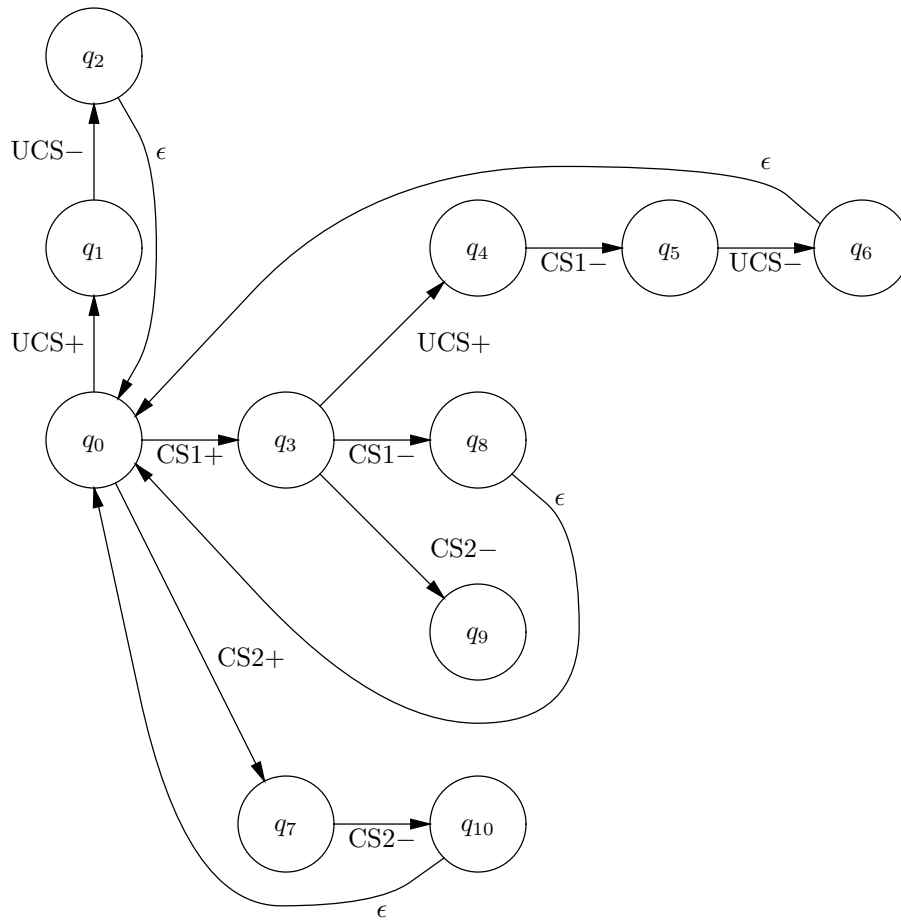 q2
UCS−
ϵ
ϵ
q1
q4
CS1−
q5
UCS−
q6
UCS+
UCS+
q0
CS1+
q3
CS1−
q8
ϵ
CS2−
q9
CS2+
q7
CS2−
q10
ϵ